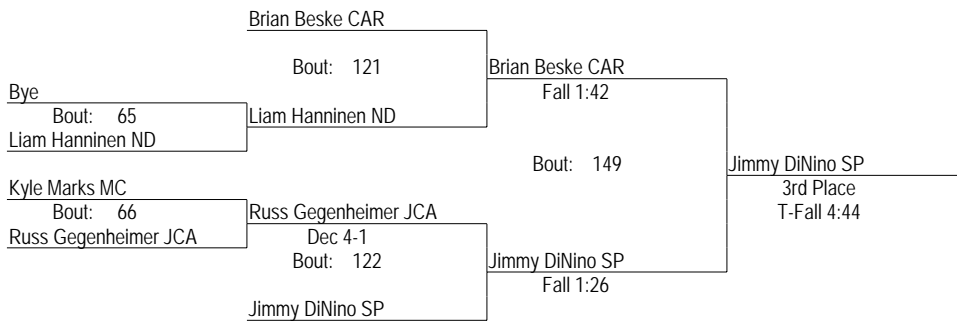 Brian Beske CAR
Bout: 121
Brian Beske CAR
Fall 1:42
Bye
Bout: 65
Liam Hanninen ND
Liam Hanninen ND
Bout: 149
Jimmy DiNino SP
3rd Place
T-Fall 4:44
Kyle Marks MC
Bout: 66
Russ Gegenheimer JCA
Russ Gegenheimer JCA
Dec 4-1
Bout: 122
Jimmy DiNino SP
Fall 1:26
Jimmy DiNino SP